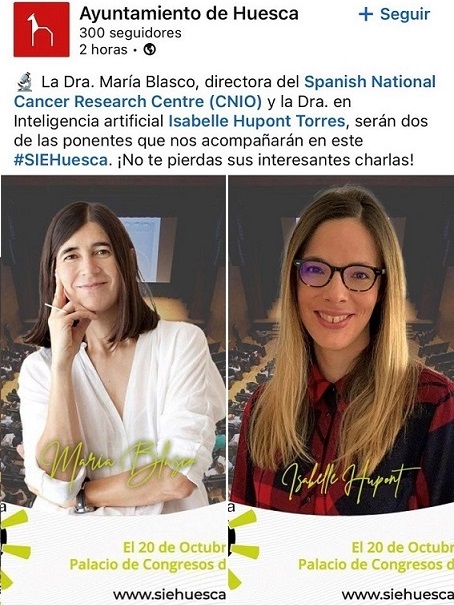 Ayuntamiento de Huesca
+ Seguir
300 seguidores
2 horas •
🔬 La Dra. María Blasco, directora del Spanish National
Cancer Research Centre (CNIO) y la Dra. en
Inteligencia artificial Isabelle Hupont Torres, serán dos
de las ponentes que nos acompañarán en este
#SIEHuesca. ¡No te pierdas sus interesantes charlas!
María Blasco
El 20 de Octubr
Palacio de Congresos d
www.siehuesca
Isabelle Hupont
El 20 de Octubr
Palacio de Congresos d
www.siehuesca